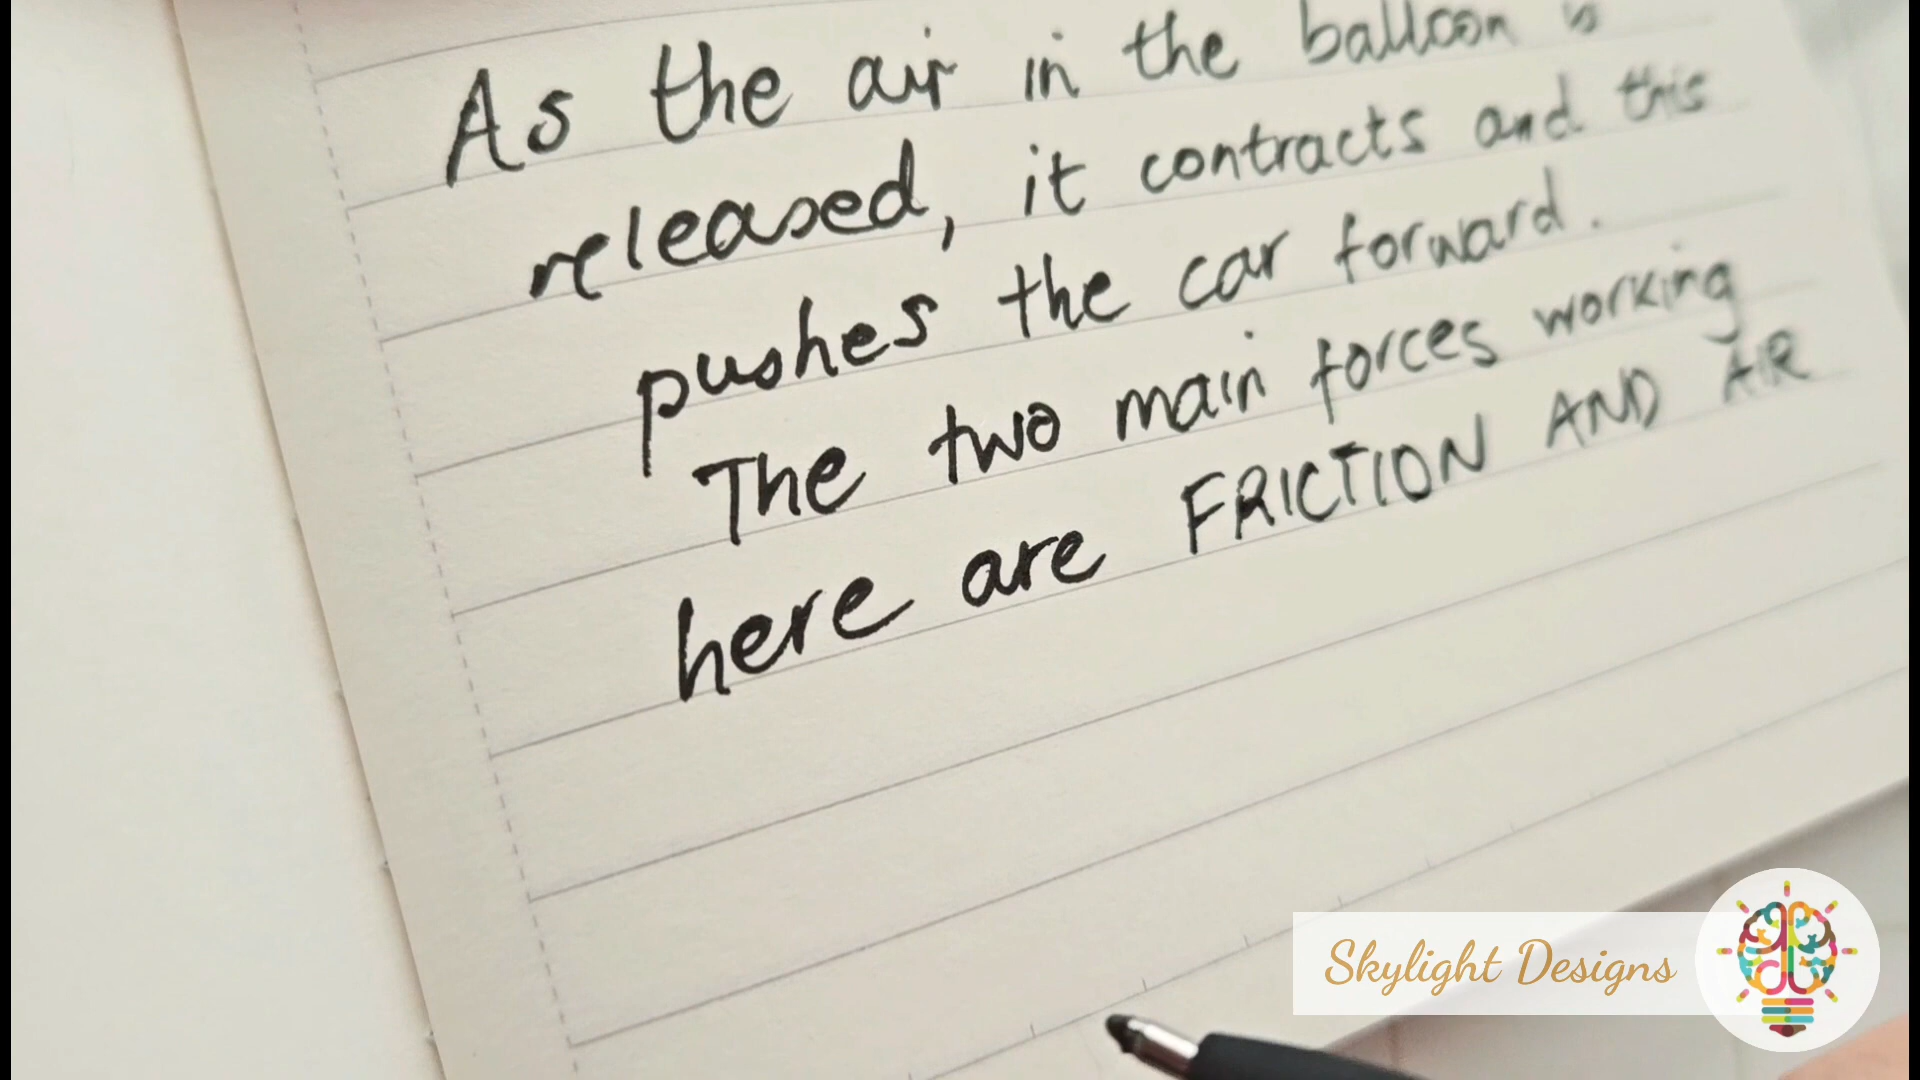 As the air in the balloon is
released, it contracts and this
pushes the car forward.
The two main forces working
here are FRICTION AND AIR
Skylight Designs